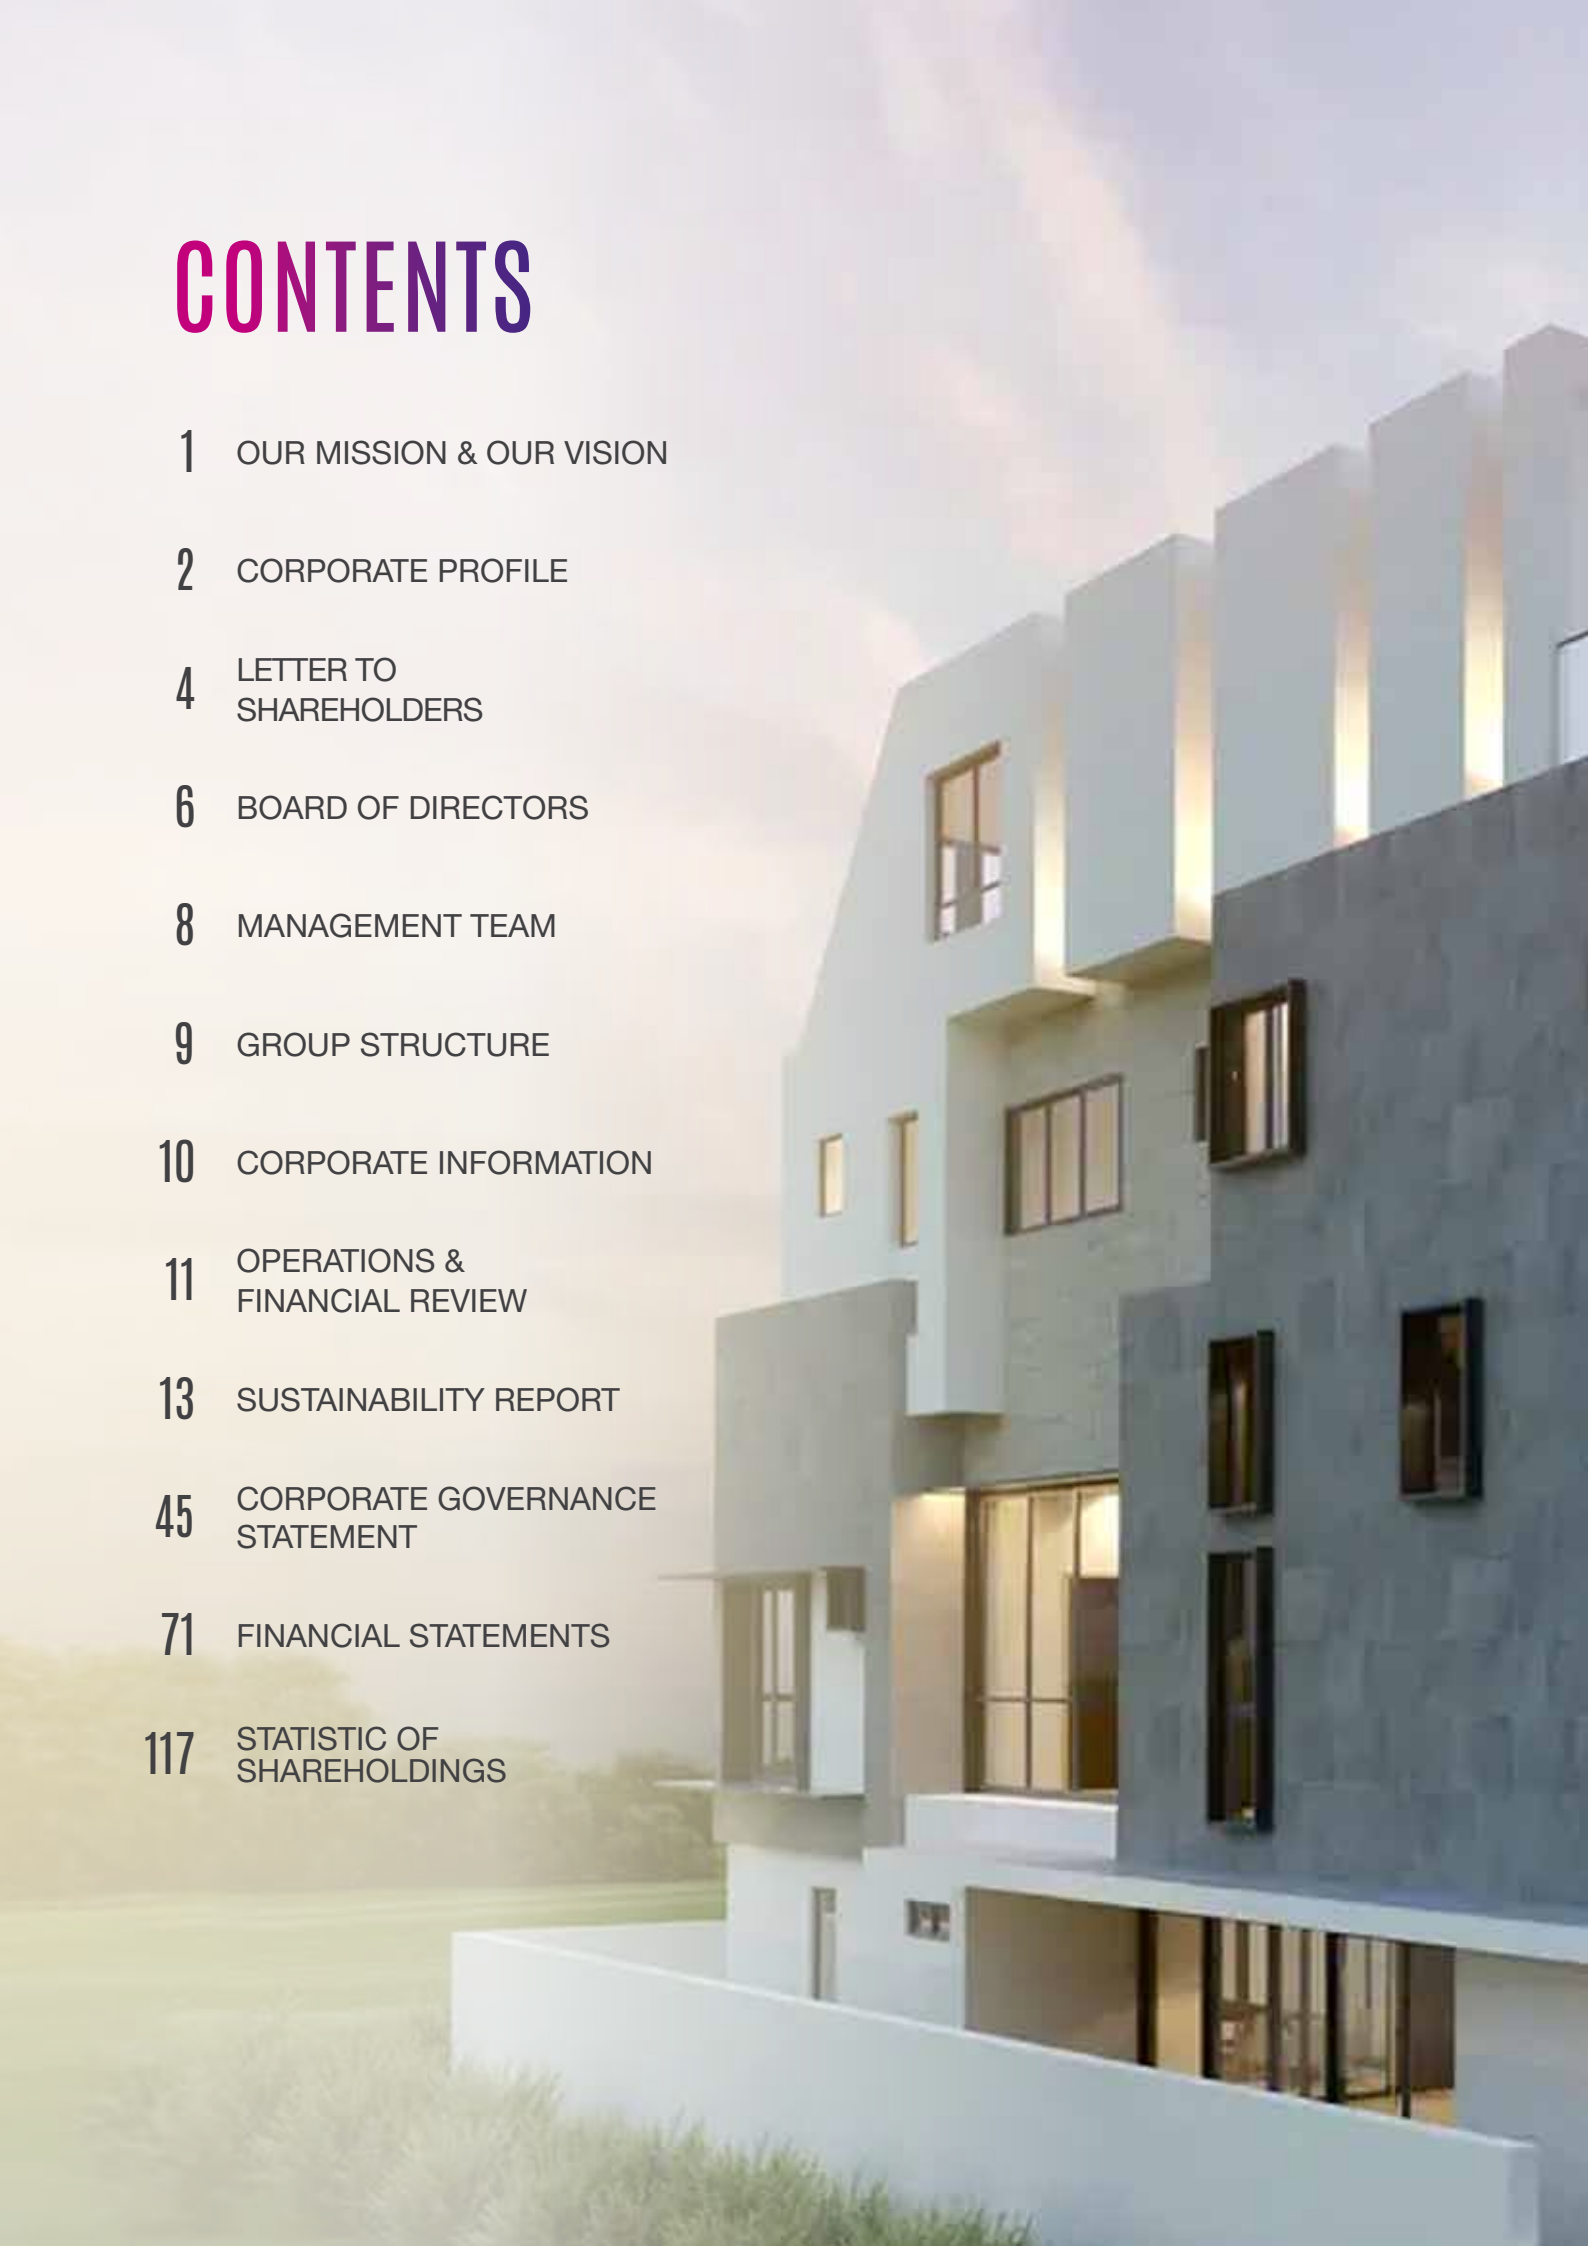 CONTENTS
1 OUR MISSION & OUR VISION
2 CORPORATE PROFILE
4 LETTER TO
SHAREHOLDERS
6 BOARD OF DIRECTORS
8 MANAGEMENT TEAM
9 GROUP STRUCTURE
10 CORPORATE INFORMATION
11 OPERATIONS &
FINANCIAL REVIEW
13 SUSTAINABILITY REPORT
45 CORPORATE GOVERNANCE
STATEMENT
71 FINANCIAL STATEMENTS
117 STATISTIC OF
SHAREHOLDINGS